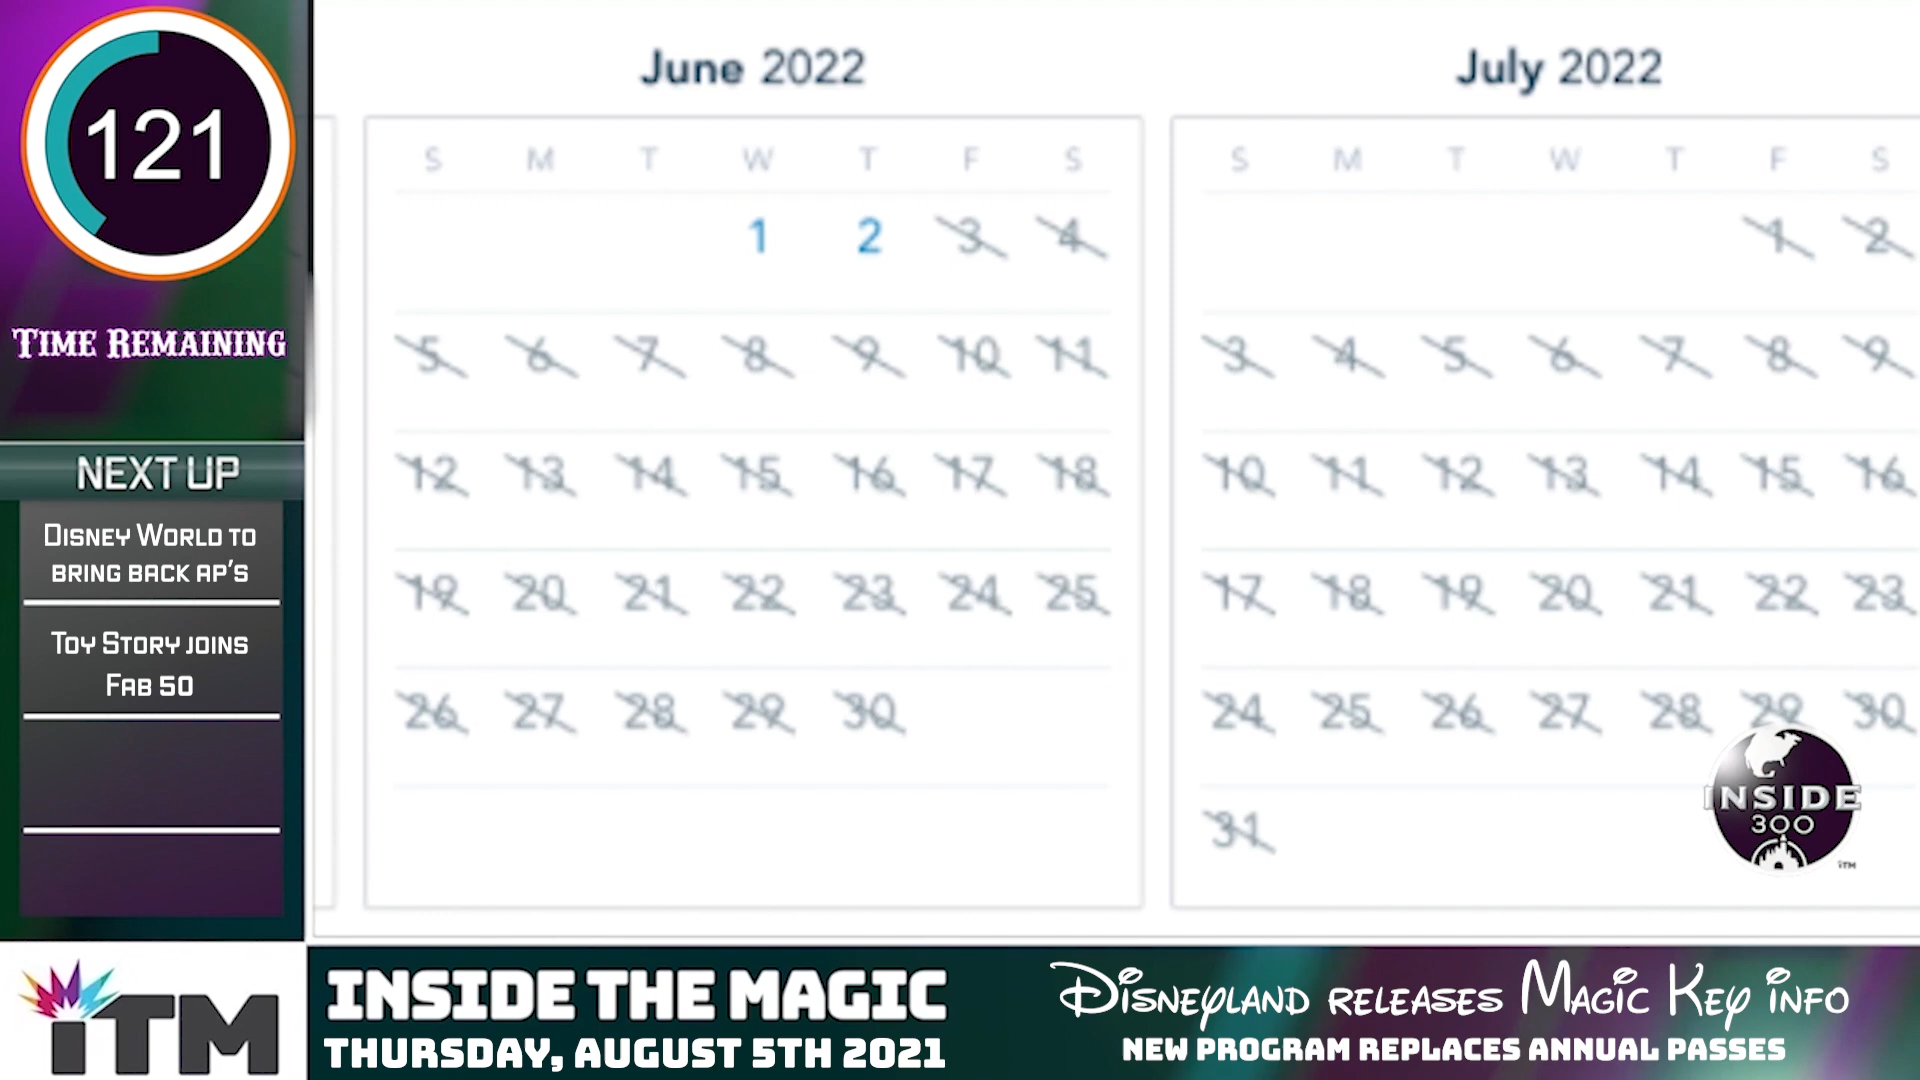 121
TIME REMAINING
NEXT UP
DISNEY WORLD TO
BRING BACK AP'S
TOY STORY JOINS
FAB 50
June 2022
S M T W T F S
1 2 3 4
5 6 7 8 9 10 11
12 13 14 15 16 17 18
19 20 21 22 23 24 25
26 27 28 29 30
July 2022
S M T W T F S
1 2
3 4 5 6 7 8 9
10 11 12 13 14 15 16
17 18 19 20 21 22 23
24 25 26 27 28 29 30
31
INSIDE
300
iTM
iTM
INSIDE THE MAGIC
THURSDAY, AUGUST 5TH 2021
DISNEYLAND RELEASES MAGIC KEY INFO
NEW PROGRAM REPLACES ANNUAL PASSES